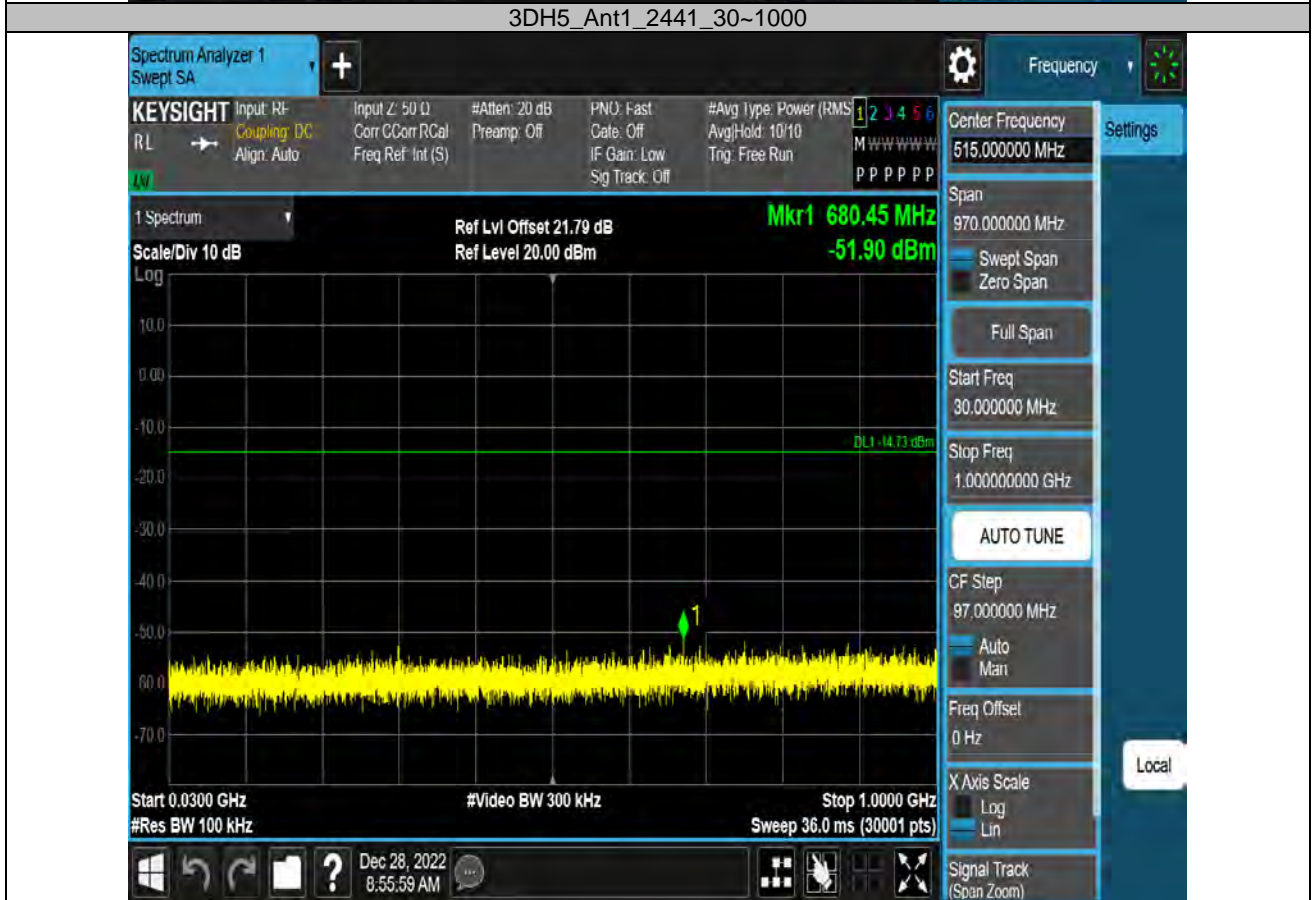 3DH5_Ant1_2441_30~1000
Spectrum Analyzer 1
Swept SA
Frequency
KEYSIGHT
RL
Input: RF
Coupling: DC
Align: Auto
Input Z: 50 Ω
Corr CCorr RCal
Freq Ref: Int (S)
#Atten: 20 dB
Preamp: Off
PNO: Fast
Gate: Off
IF Gain: Low
Sig Track: Off
#Avg Type: Power (RMS
Avg|Hold: 10/10
Trig: Free Run
1 2 3 4 5 6
M W W W W W
P P P P P P
1 Spectrum
Scale/Div 10 dB
Ref Lvl Offset 21.79 dB
Ref Level 20.00 dBm
Mkr1 680.45 MHz
-51.90 dBm
Log
10.0
0.00
-10.0
DL1 -14.73 dBm
-20.0
-30.0
-40.0
-50.0
1
-60.0
-70.0
Start 0.0300 GHz
#Res BW 100 kHz
#Video BW 300 kHz
Stop 1.0000 GHz
Sweep 36.0 ms (30001 pts)
Dec 28, 2022
8:55:59 AM
Center Frequency
515.000000 MHz
Span
970.000000 MHz
Swept Span
Zero Span
Full Span
Start Freq
30.000000 MHz
Stop Freq
1.000000000 GHz
AUTO TUNE
CF Step
97.000000 MHz
Auto
Man
Freq Offset
0 Hz
X Axis Scale
Log
Lin
Signal Track
(Span Zoom)
Settings
Local